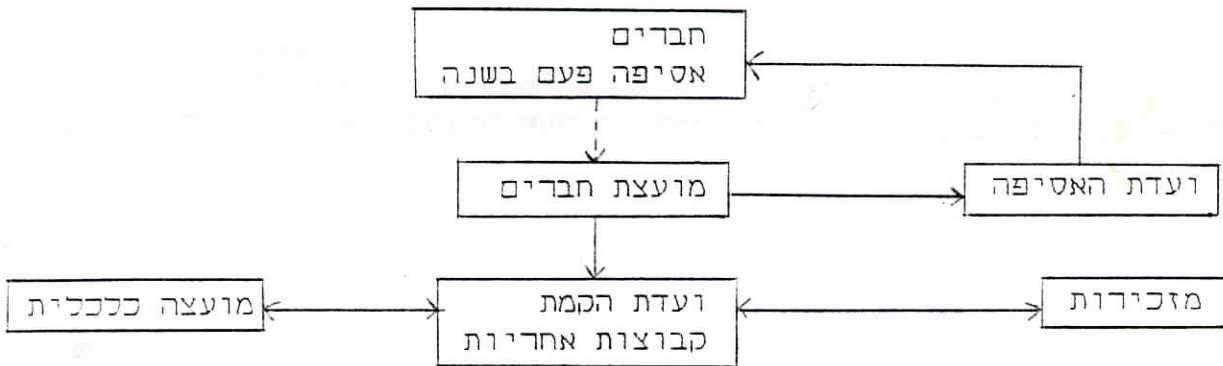 חברים
אסיפה פעם בשנה
מועצת חברים
ועדת האסיפה
מזכירות
ועדת הקמת
קבוצות אחריות
מועצה כלכלית